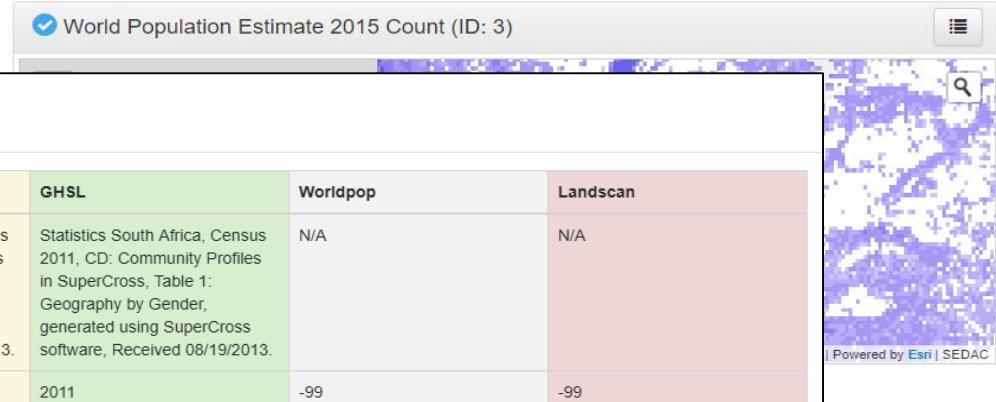 World Population Estimate 2015 Count (ID: 3)
GHSL
Worldpop
Landscan
s
s
3.
Statistics South Africa, Census
2011, CD: Community Profiles
in SuperCross, Table 1:
Geography by Gender,
generated using SuperCross
software, Received 08/19/2013.
N/A
N/A
2011
-99
-99
| Powered by Esri | SEDAC